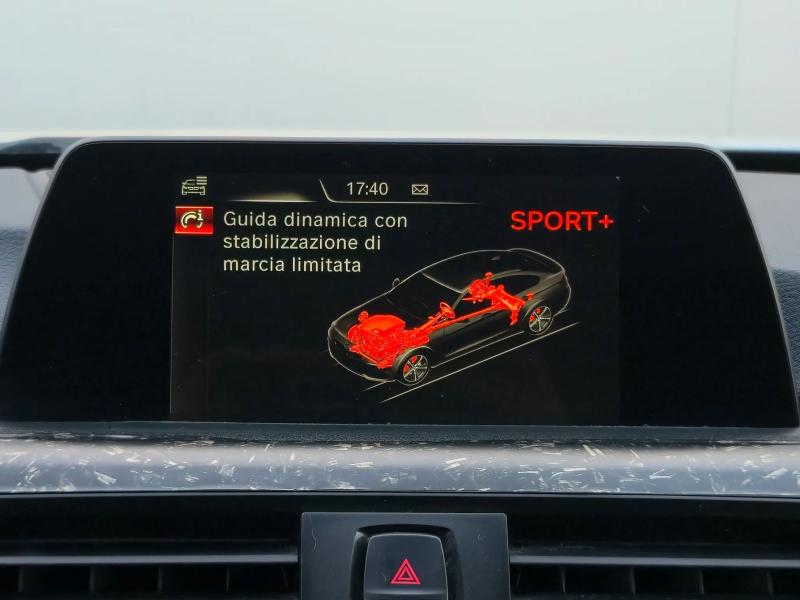 17:40
Guida dinamica con
stabilizzazione di
marcia limitata
SPORT+